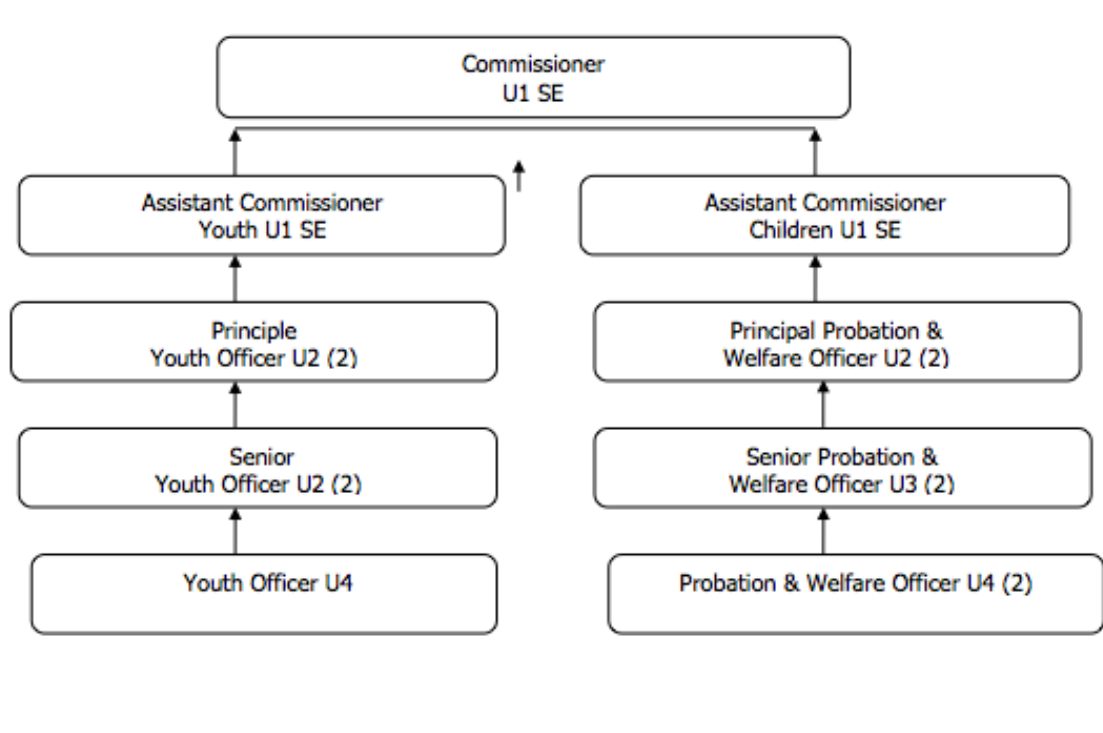 Commissioner
U1 SE
Assistant Commissioner
Youth U1 SE
Assistant Commissioner
Children U1 SE
Principle
Youth Officer U2 (2)
Principal Probation &
Welfare Officer U2 (2)
Senior
Youth Officer U2 (2)
Senior Probation &
Welfare Officer U3 (2)
Youth Officer U4
Probation & Welfare Officer U4 (2)